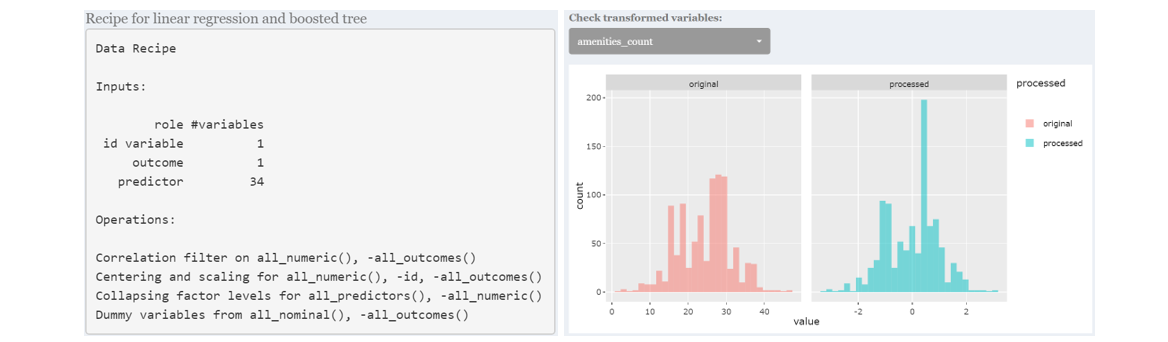 Recipe for linear regression and boosted tree
Data Recipe
Inputs:
role #variables
id variable 1
outcome 1
predictor 34
Operations:
Correlation filter on all_numeric(), -all_outcomes()
Centering and scaling for all_numeric(), -id, -all_outcomes()
Collapsing factor levels for all_predictors(), -all_numeric()
Dummy variables from all_nominal(), -all_outcomes()
Check transformed variables:
amenities_count
original
processed
processed
original
processed
count
200
150
100
50
0
0 10 20 30 40
-2 0 2
value